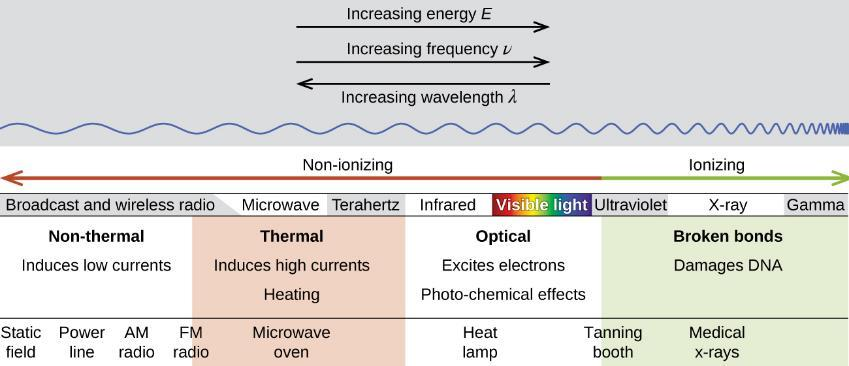 Increasing energy E
Increasing frequency ν
Increasing wavelength λ
Non-ionizing Ionizing
Broadcast and wireless radio Microwave Terahertz Infrared Visible light Ultraviolet X-ray Gamma
Non-thermal Thermal Optical Broken bonds
Induces low currents Induces high currents Excites electrons Damages DNA
Heating Photo-chemical effects
Static Power AM FM Microwave Heat Tanning Medical
field line radio radio oven lamp booth x-rays